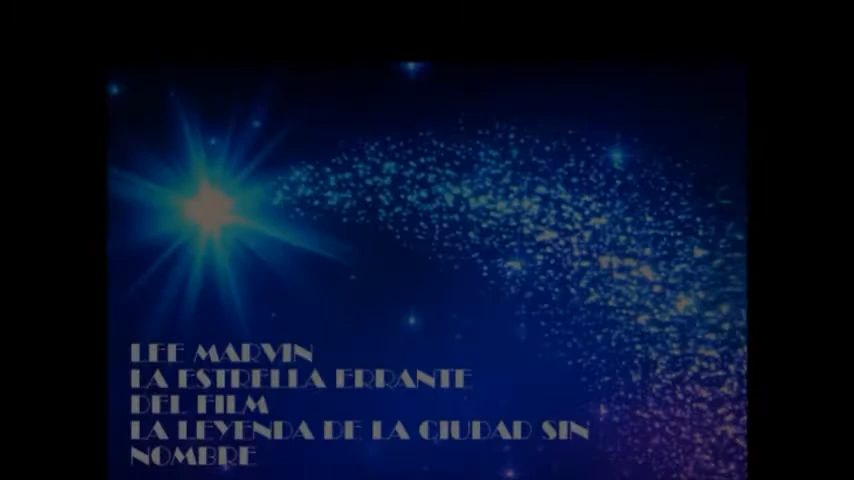 LEE MARVIN
LA ESTRELLA ERRANTE
DEL FILM
LA LEYENDA DE LA CIUDAD SIN
NOMBRE